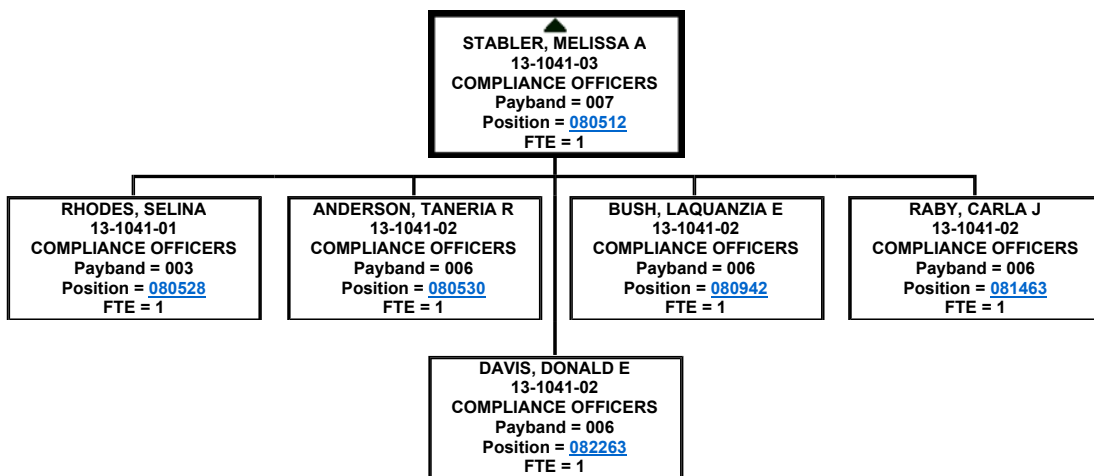 STABLER, MELISSA A
13-1041-03
COMPLIANCE OFFICERS
Payband = 007
Position = 080512
FTE = 1
RHODES, SELINA
13-1041-01
COMPLIANCE OFFICERS
Payband = 003
Position = 080528
FTE = 1
ANDERSON, TANERIA R
13-1041-02
COMPLIANCE OFFICERS
Payband = 006
Position = 080530
FTE = 1
BUSH, LAQUANZIA E
13-1041-02
COMPLIANCE OFFICERS
Payband = 006
Position = 080942
FTE = 1
RABY, CARLA J
13-1041-02
COMPLIANCE OFFICERS
Payband = 006
Position = 081463
FTE = 1
DAVIS, DONALD E
13-1041-02
COMPLIANCE OFFICERS
Payband = 006
Position = 082263
FTE = 1